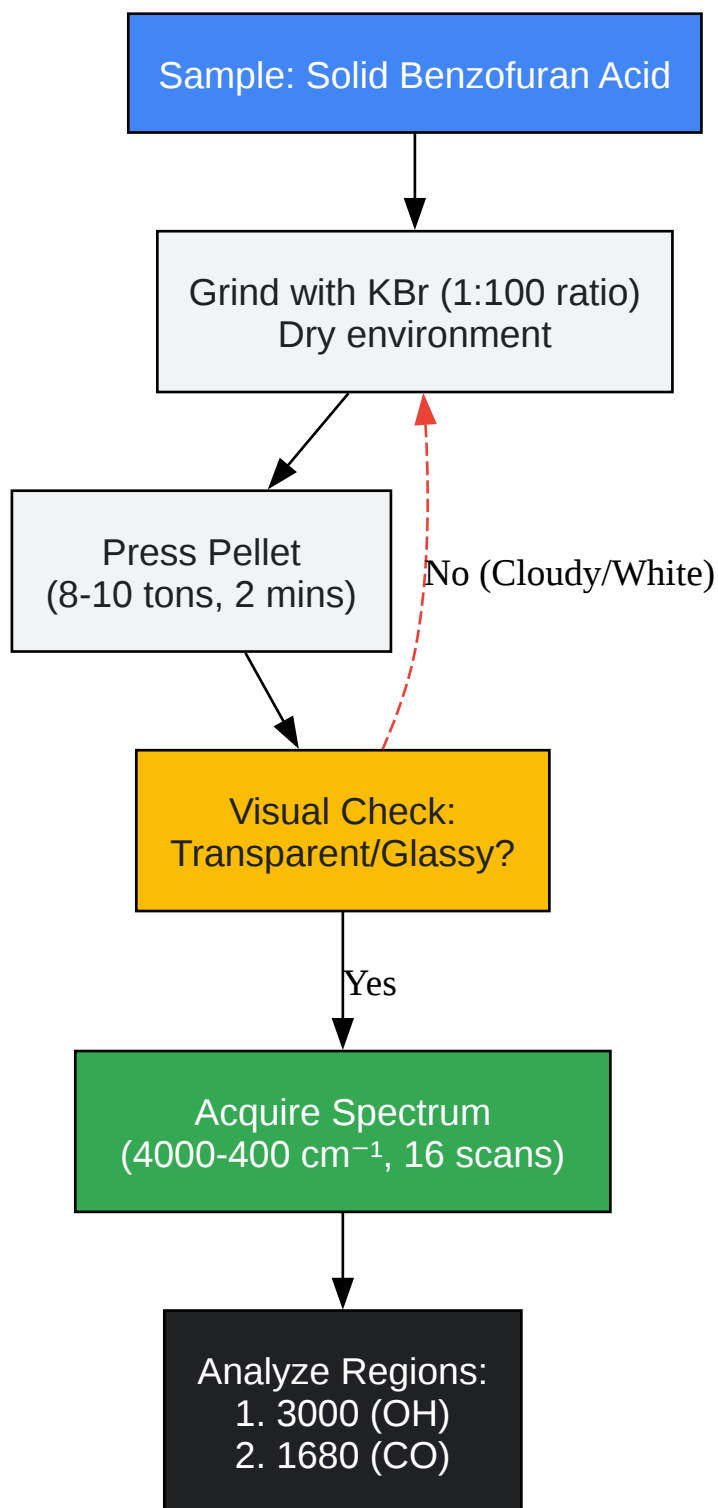 Sample: Solid Benzofuran Acid
Grind with KBr (1:100 ratio)
Dry environment
Press Pellet
(8-10 tons, 2 mins)
No (Cloudy/White)
Visual Check:
Transparent/Glassy?
Yes
Acquire Spectrum
(4000-400 cm⁻¹, 16 scans)
Analyze Regions:
1. 3000 (OH)
2. 1680 (CO)